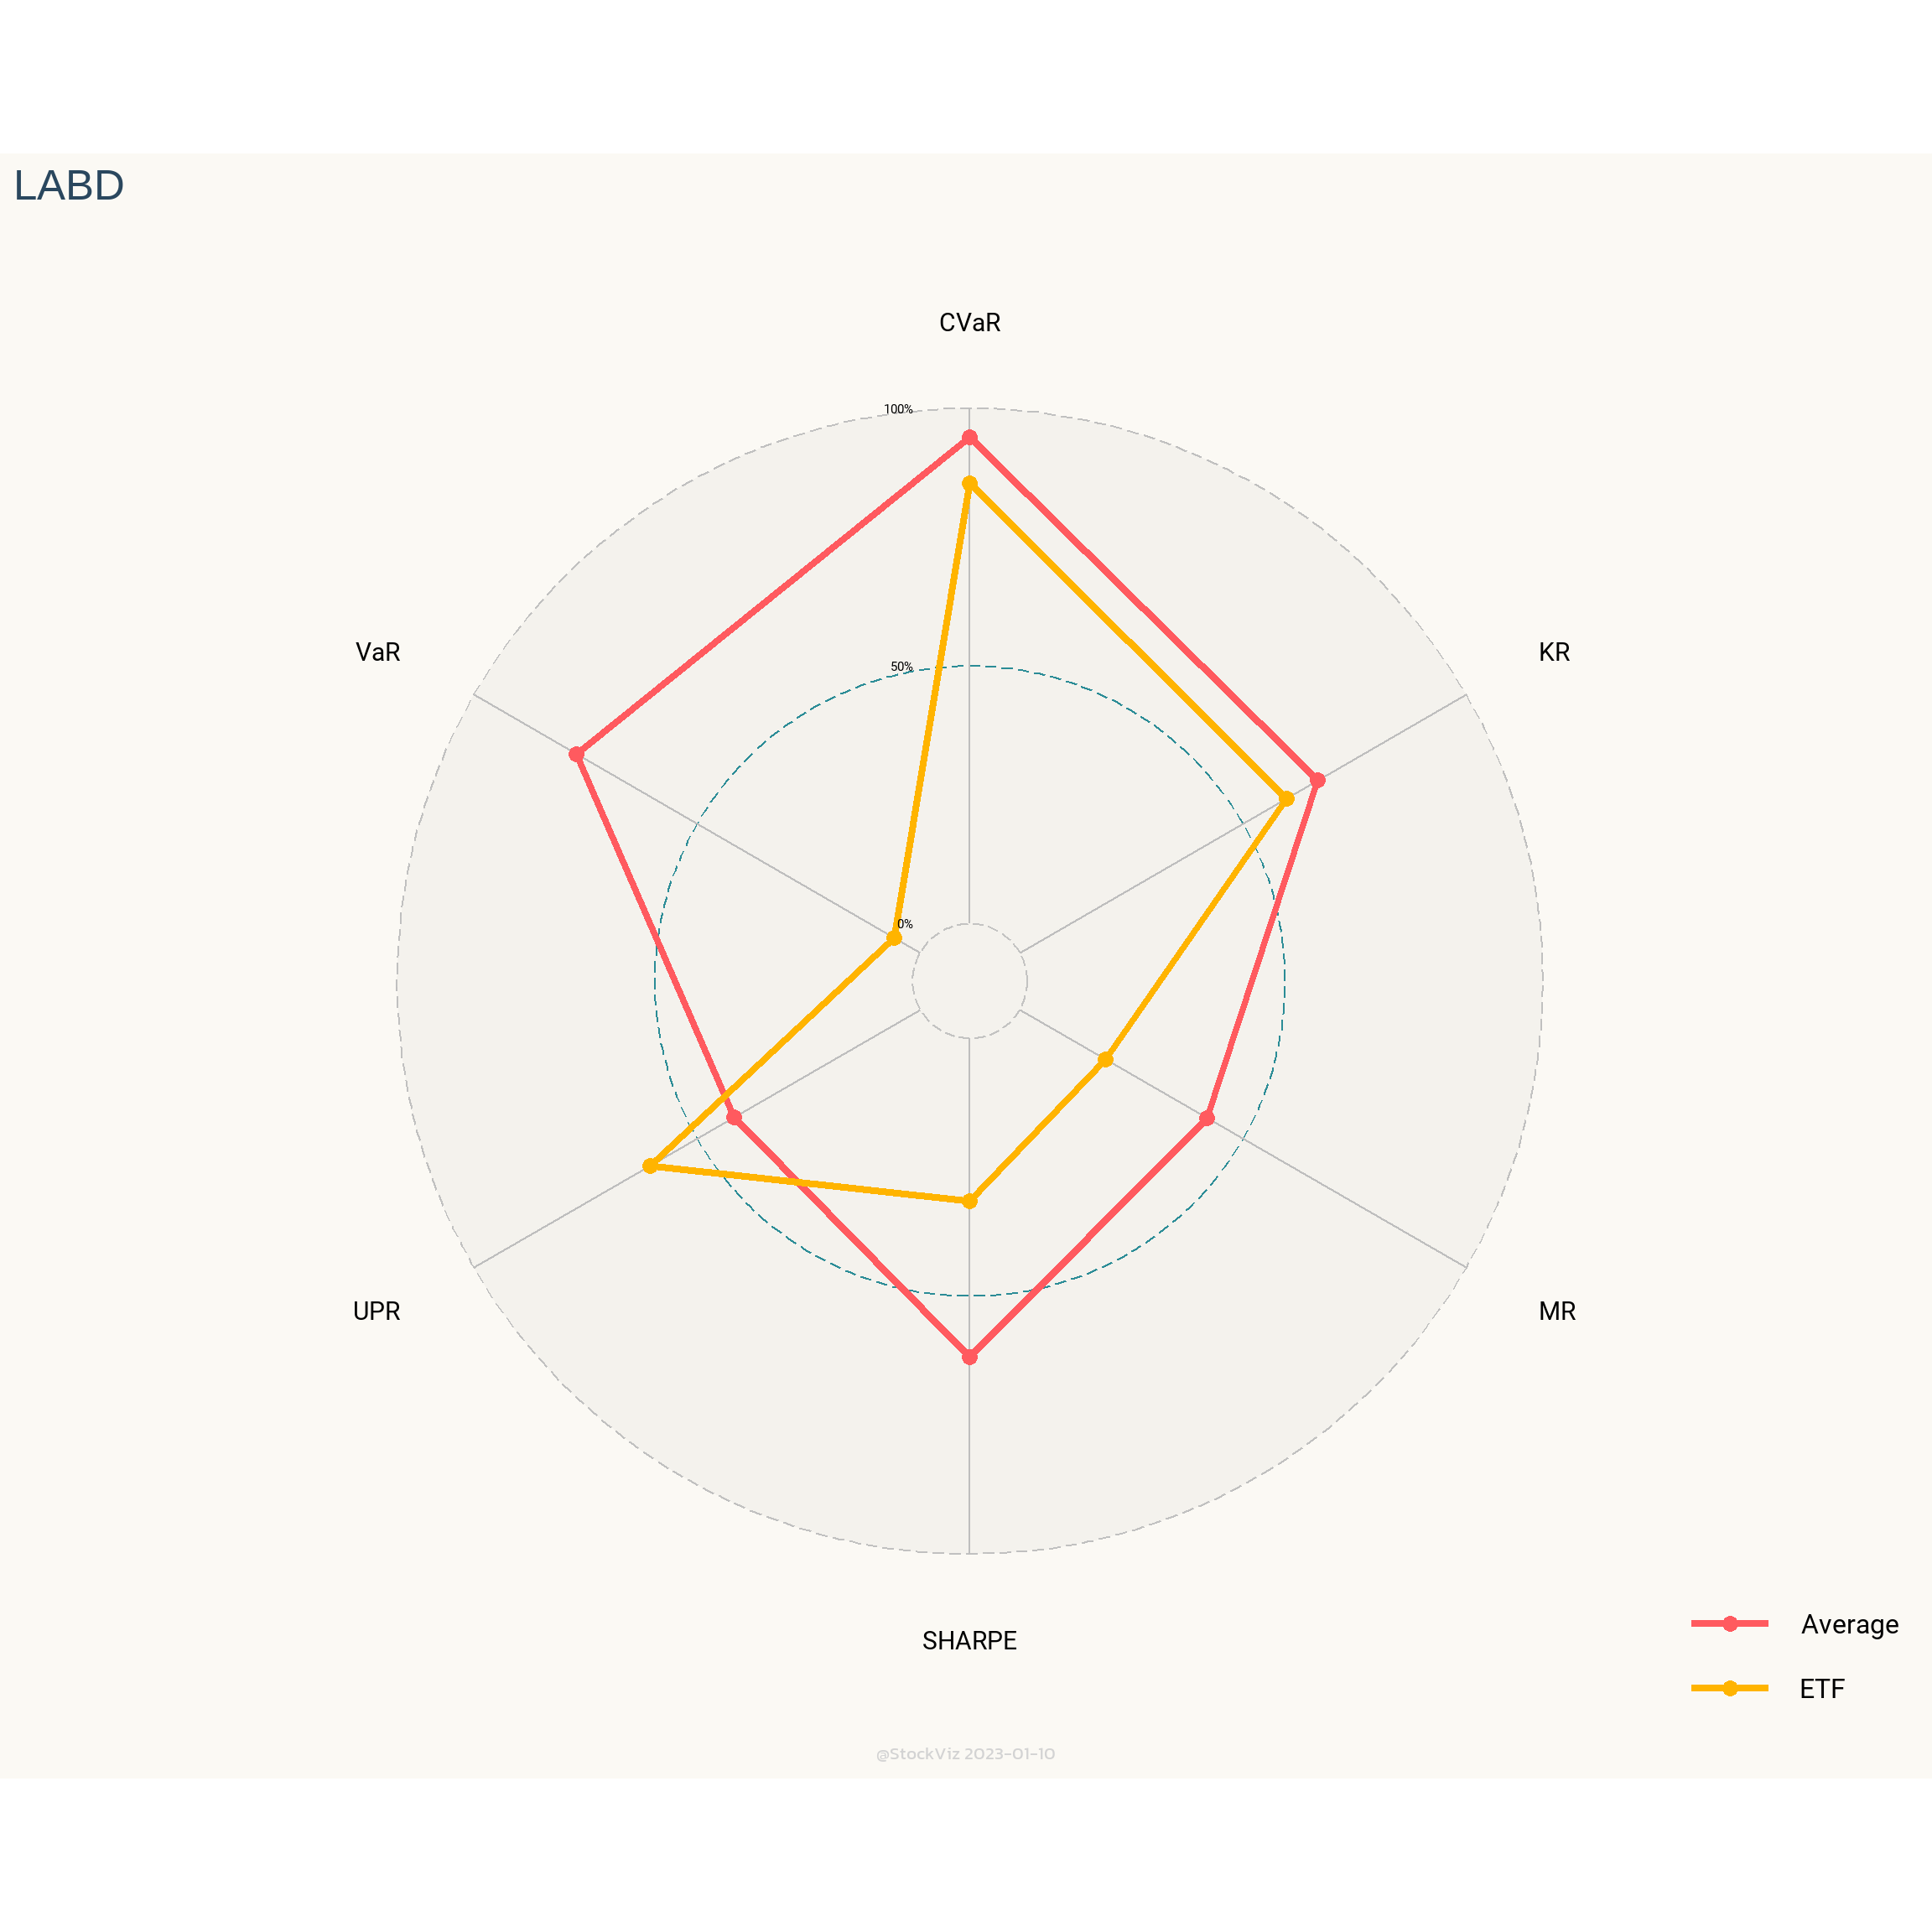 LABD
CVaR
100%
VaR
KR
50%
0%
UPR
MR
SHARPE
Average
ETF
@StockViz 2023-01-10